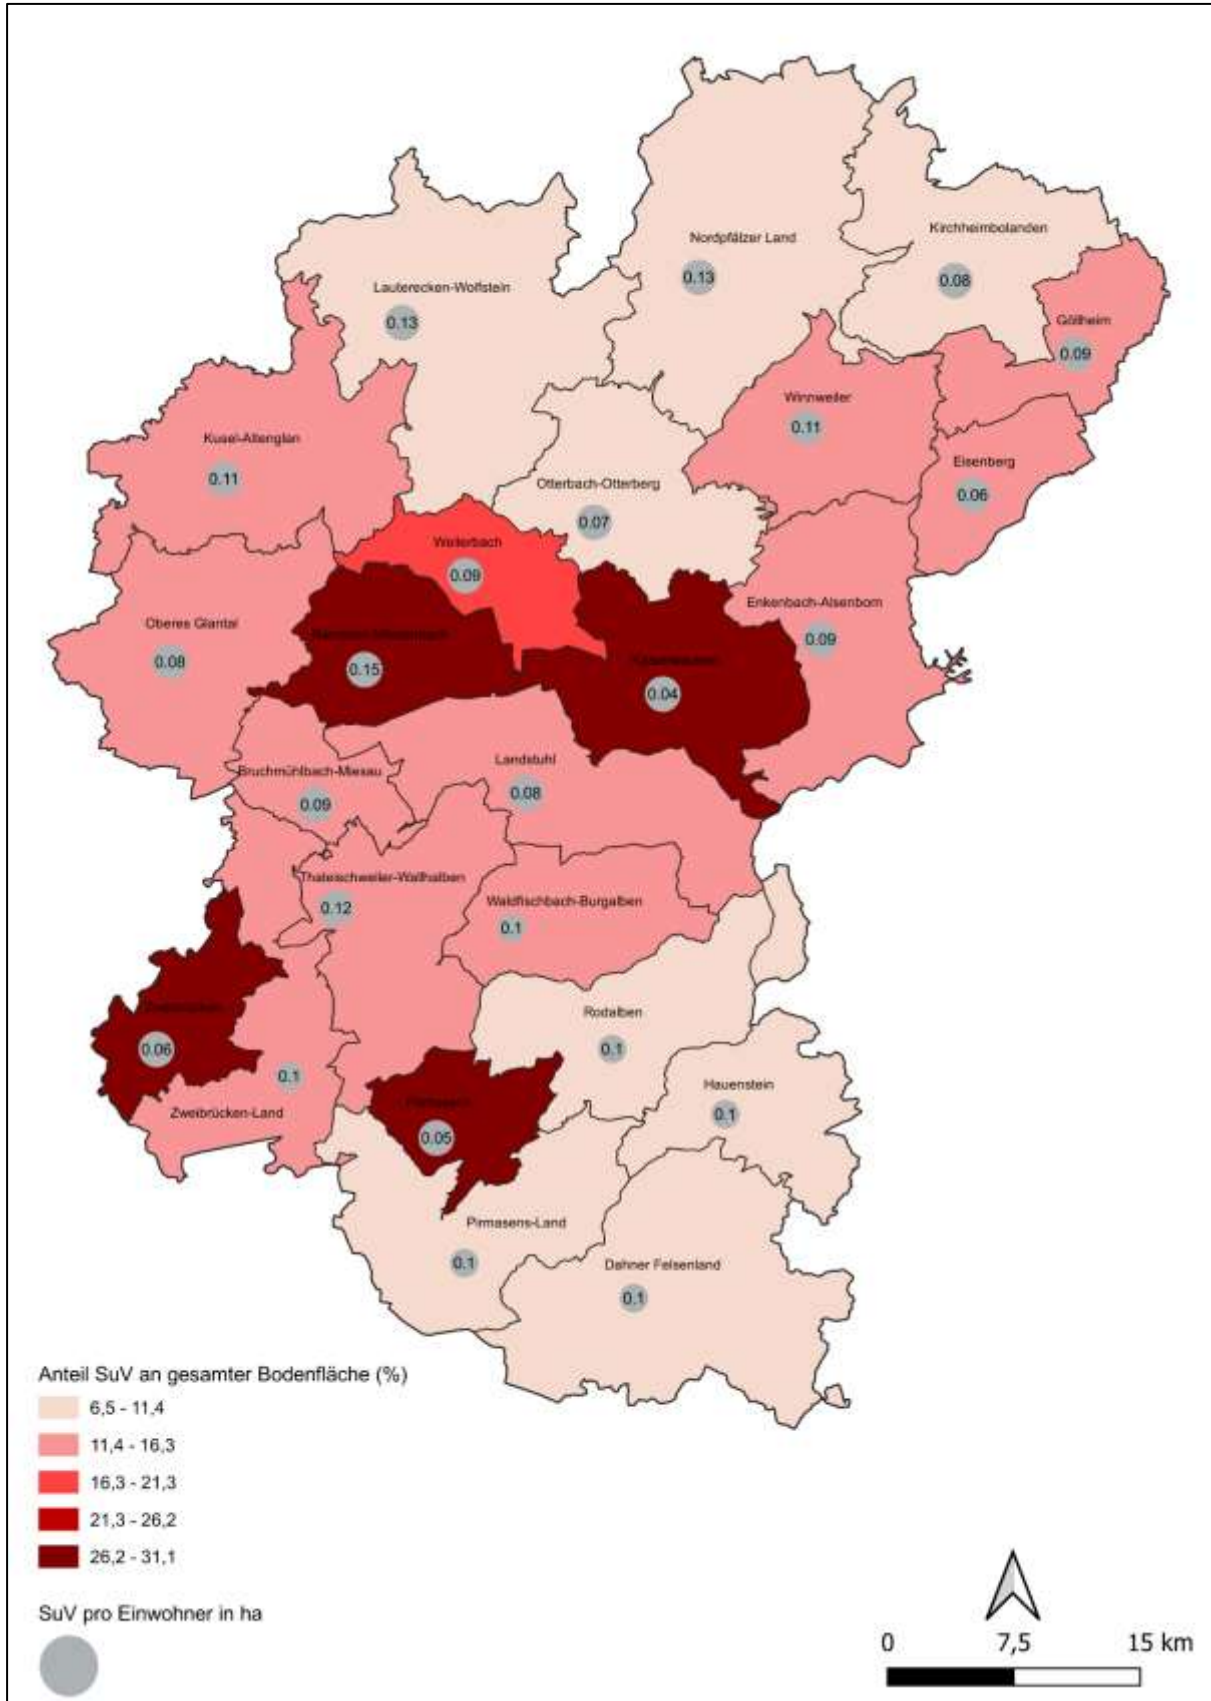 Nordpfälzer Land
0.13
Kirchheimbolanden
0.08
Lauterecken-Wolfstein
0.13
Göllheim
0.09
Winnweiler
0.11
Kusel-Altenglan
0.11
Eisenberg
0.06
Otterbach-Otterberg
0.07
Weilerbach
0.09
Enkenbach-Alsenborn
0.09
Oberes Glantal
0.08
Ramstein-Miesenbach
0.15
Kaiserslautern
0.04
Landstuhl
0.08
Bruchmühlbach-Miesau
0.09
Thaleischweiler-Wallhalben
0.12
Waldfischbach-Burgalben
0.1
Zweibrücken
0.06
Rodalben
0.1
0.1
Zweibrücken-Land
Hauenstein
0.1
Pirmasens
0.05
Pirmasens-Land
0.1
Dahner Felsenland
0.1
Anteil SuV an gesamter Bodenfläche (%)
6,5 - 11,4
11,4 - 16,3
16,3 - 21,3
21,3 - 26,2
26,2 - 31,1
SuV pro Einwohner in ha
0 7,5 15 km